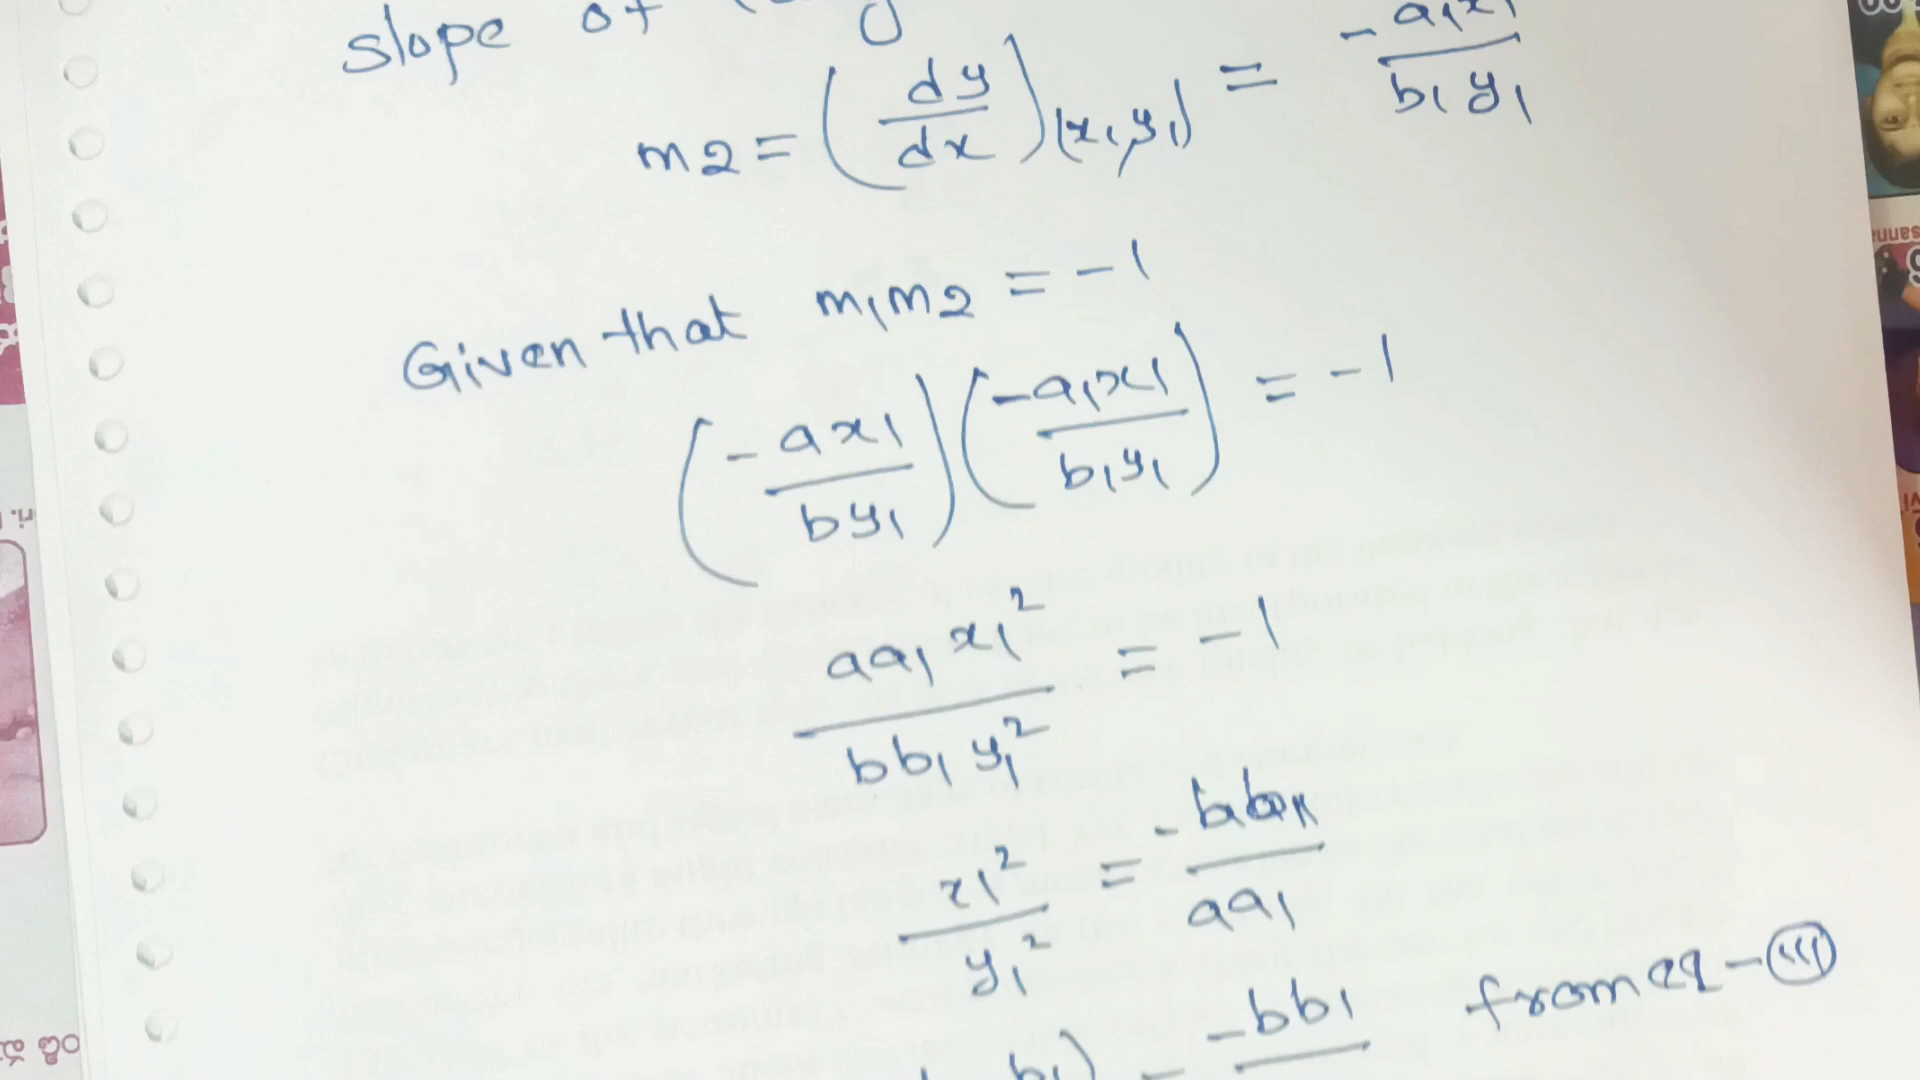 slope of
m2 = (dy/dx)(x1, y1) = -a1x1/b1y1
Given that m1m2 = -1
(-ax1/by1)(-a1x1/b1y1) = -1
aa1x1²/bb1y1² = -1
x1²/y1² = -bb1/aa1
-bb1 from eq - (iii)